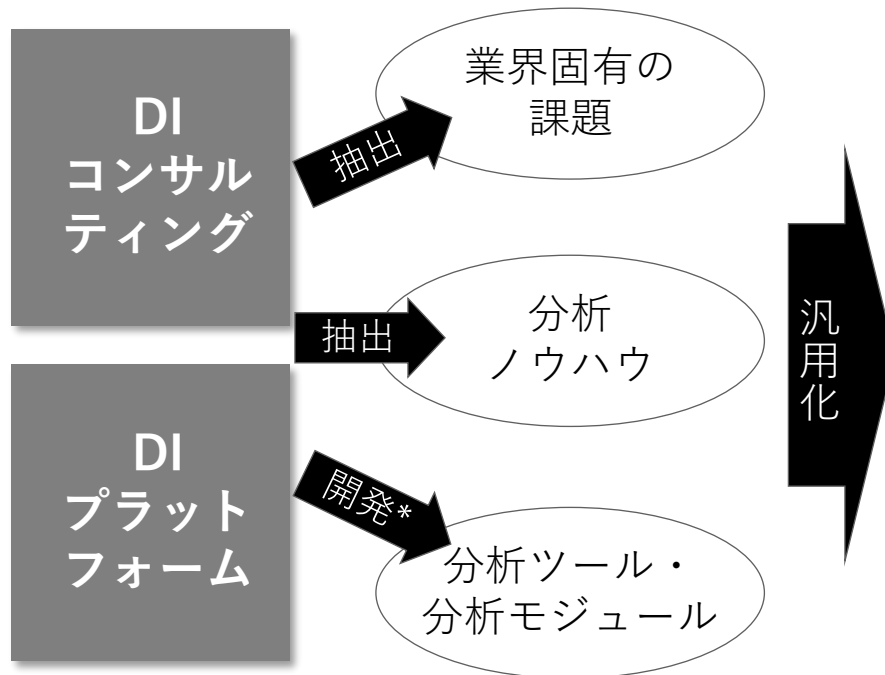 DI
コンサル
ティング
抽出
業界固有の
課題
抽出
分析
ノウハウ
DI
プラット
フォーム
開発*
分析ツール・
分析モジュール
汎用化